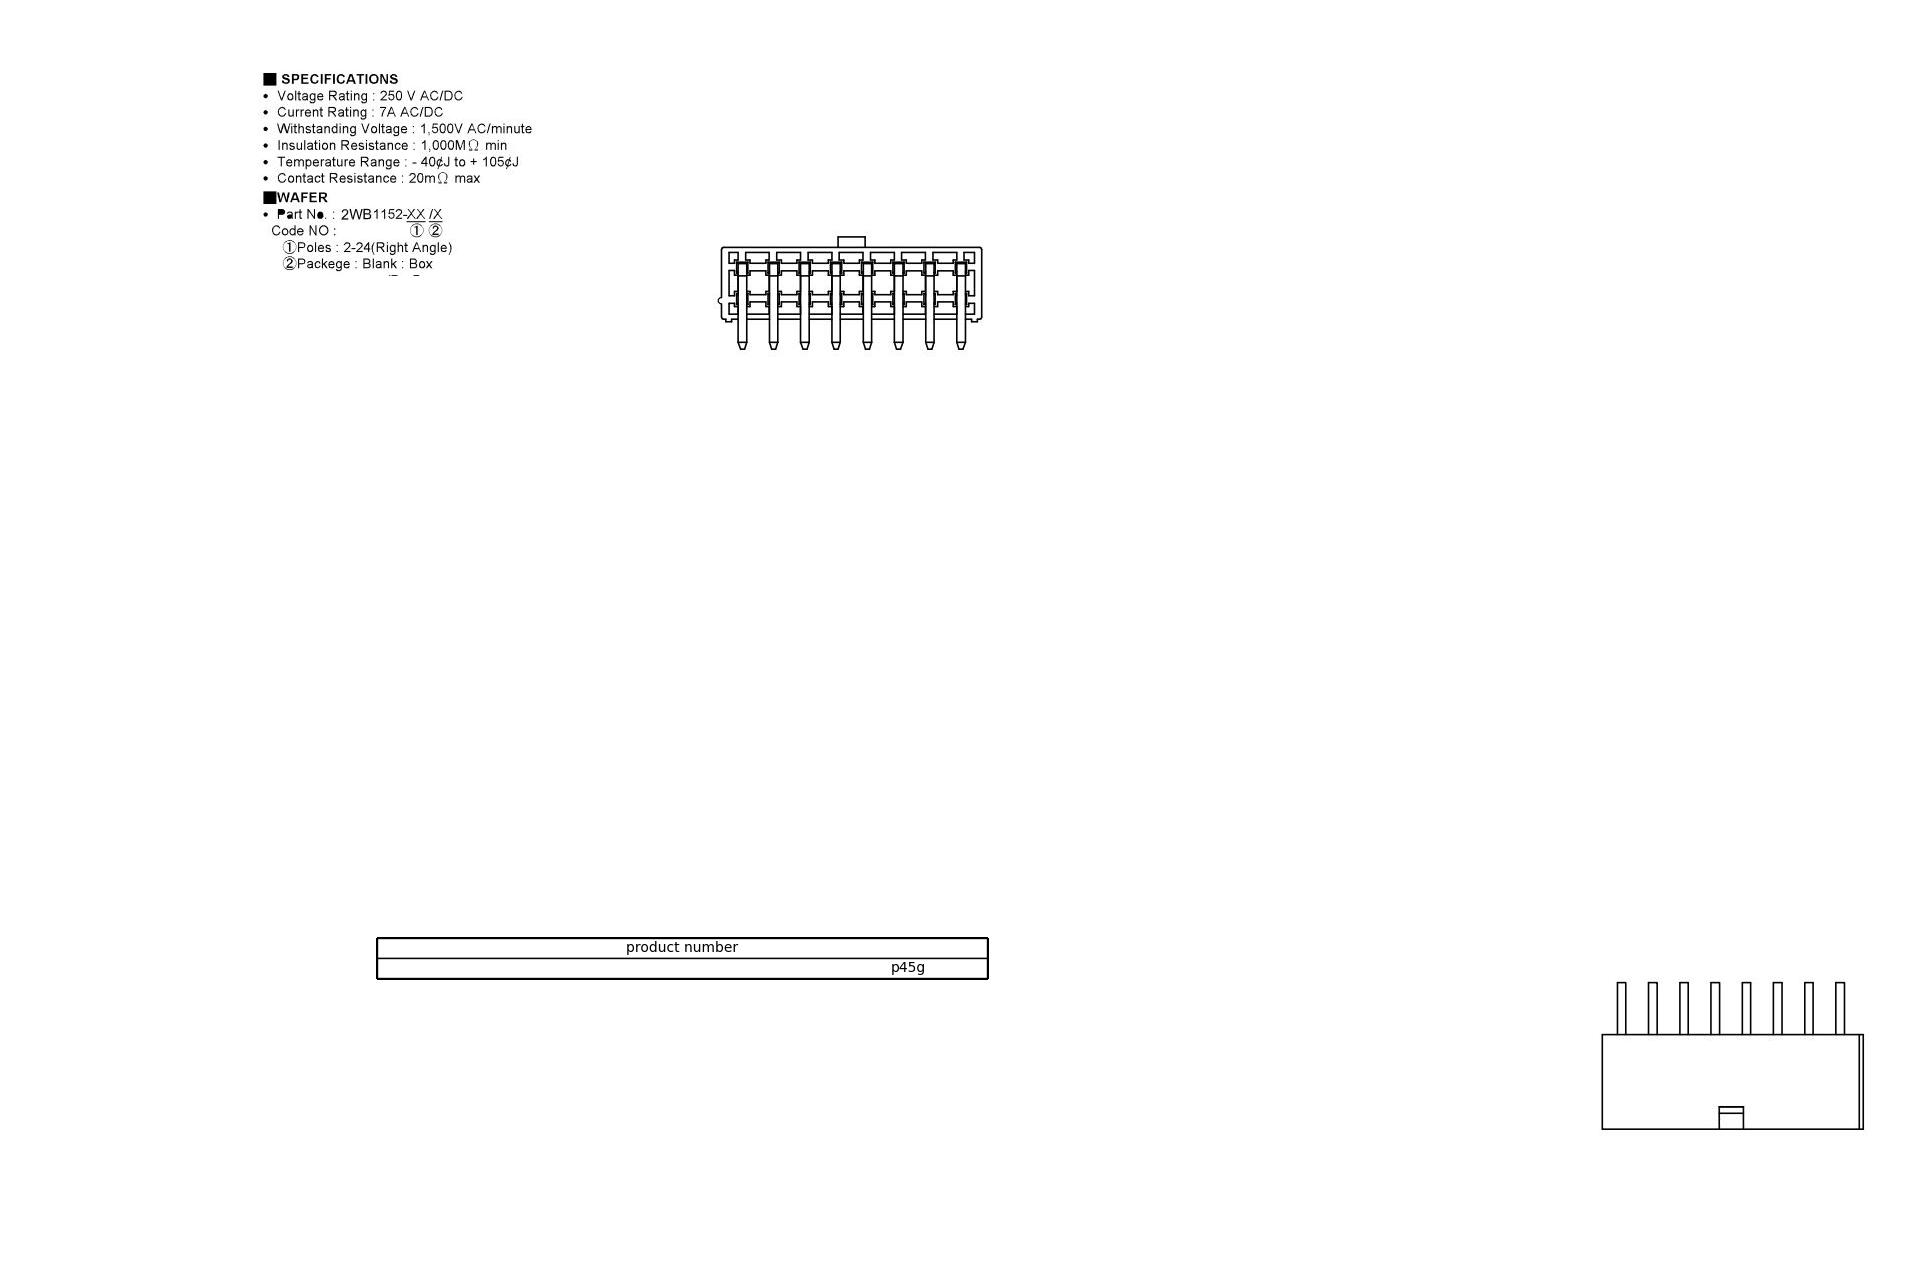 ■ SPECIFICATIONS
• Voltage Rating : 250 V AC/DC
• Current Rating : 7A AC/DC
• Withstanding Voltage : 1,500V AC/minute
• Insulation Resistance : 1,000MΩ min
• Temperature Range : - 40¢J to + 105¢J
• Contact Resistance : 20mΩ max
■WAFER
• Part No. : 2WB1152-XX /X
Code NO : ① ②
①Poles : 2-24(Right Angle)
②Packege : Blank : Box
product number
p45g